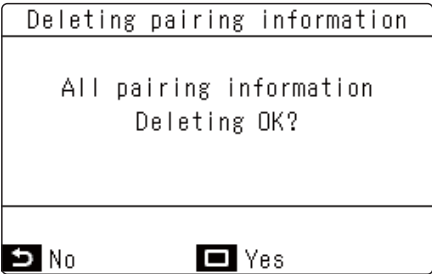 Deleting pairing information
All pairing information
Deleting OK?
No Yes